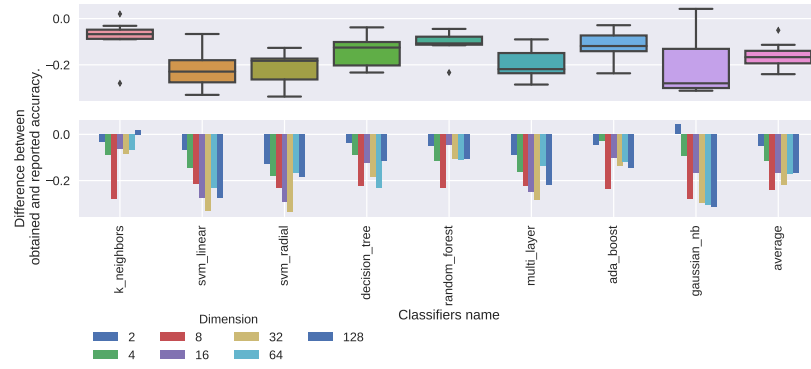 0.0
−0.2
0.0
−0.2
Difference between
obtained and reported accuracy.
k_neighbors
svm_linear
svm_radial
decision_tree
random_forest
multi_layer
ada_boost
gaussian_nb
average
Classifiers name
Dimension
2 8 32 128
4 16 64